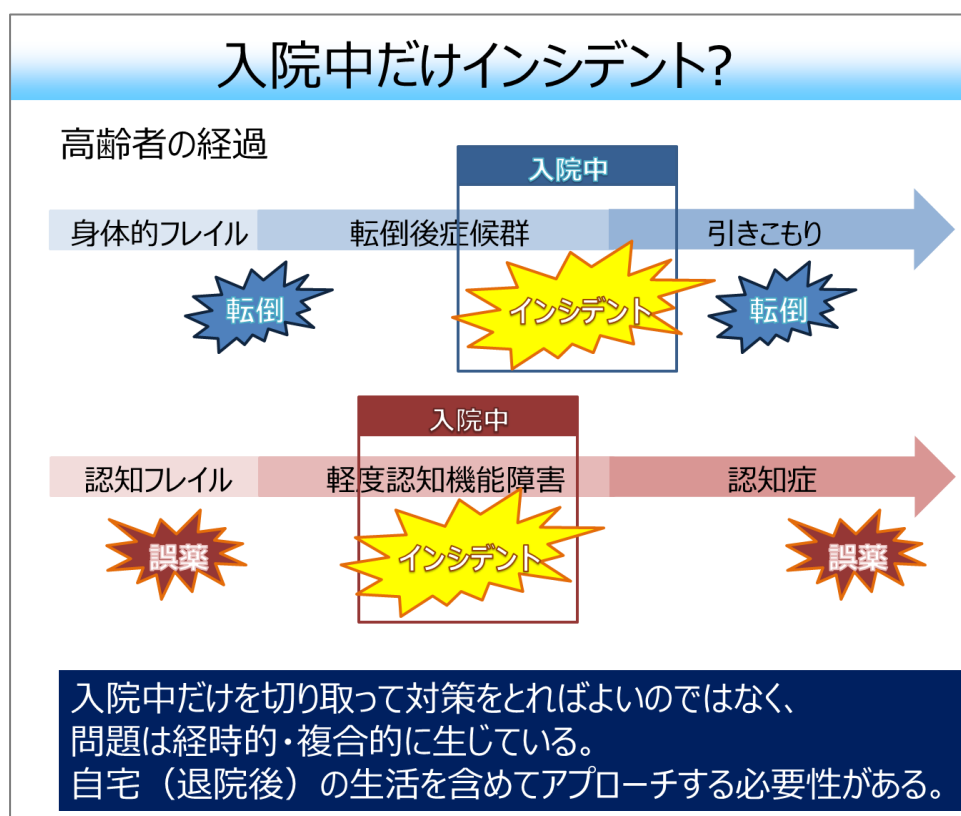 入院中だけインシデント?
高齢者の経過
入院中
身体的フレイル
転倒後症候群
引きこもり
転倒
インシデント
転倒
入院中
認知フレイル
軽度認知機能障害
認知症
誤薬
インシデント
誤薬
入院中だけを切り取って対策をとればよいのではなく、
問題は経時的・複合的に生じている。
自宅（退院後）の生活を含めてアプローチする必要性がある。